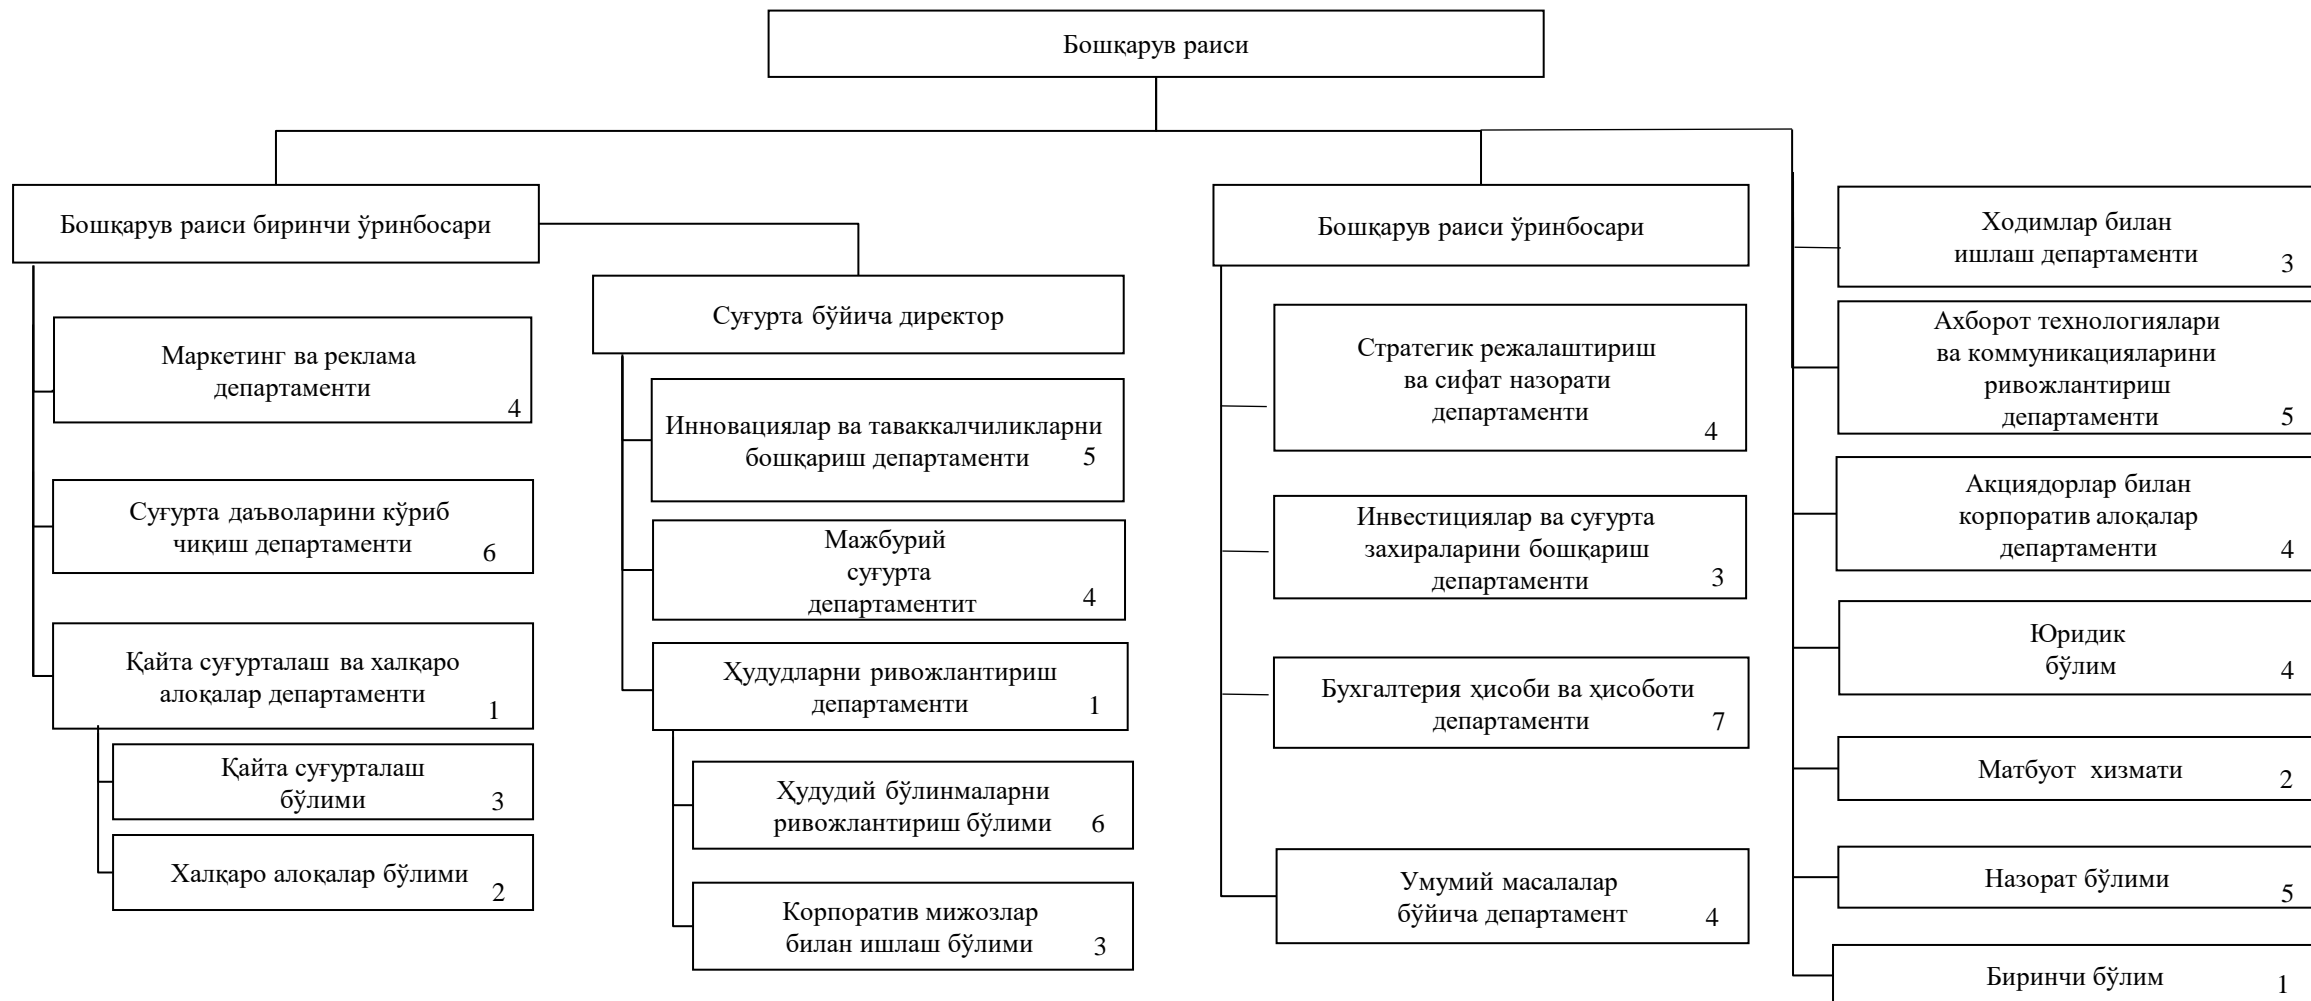 Бошқарув раиси
Бошқарув раиси биринчи ўринбосари
Маркетинг ва реклама
департаменти
4
Суғурта даъволарини кўриб
чиқиш департаменти
6
Қайта суғурталаш ва халқаро
алоқалар департаменти
1
Қайта суғурталаш
бўлими
3
Халқаро алоқалар бўлими
2
Суғурта бўйича директор
Инновациялар ва таваккалчиликларни
бошқариш департаменти 5
Мажбурий
суғурта
департаментит
4
Ҳудудларни ривожлантириш
департаменти
1
Ҳудудий бўлинмаларни
ривожлантириш бўлими 6
Корпоратив мижозлар
билан ишлаш бўлими 3
Бошқарув раиси ўринбосари
Стратегик режалаштириш
ва сифат назорати
департаменти
4
Инвестициялар ва суғурта
захираларини бошқариш
департаменти 3
Бухгалтерия ҳисоби ва ҳисоботи
департаменти 7
Умумий масалалар
бўйича департамент 4
Ходимлар билан
ишлаш департаменти 3
Ахборот технологиялари
ва коммуникацияларини
ривожлантириш
департаменти 5
Акциядорлар билан
корпоратив алоқалар
департаменти 4
Юридик
бўлим 4
Матбуот хизмати 2
Назорат бўлими
5
Биринчи бўлим 1